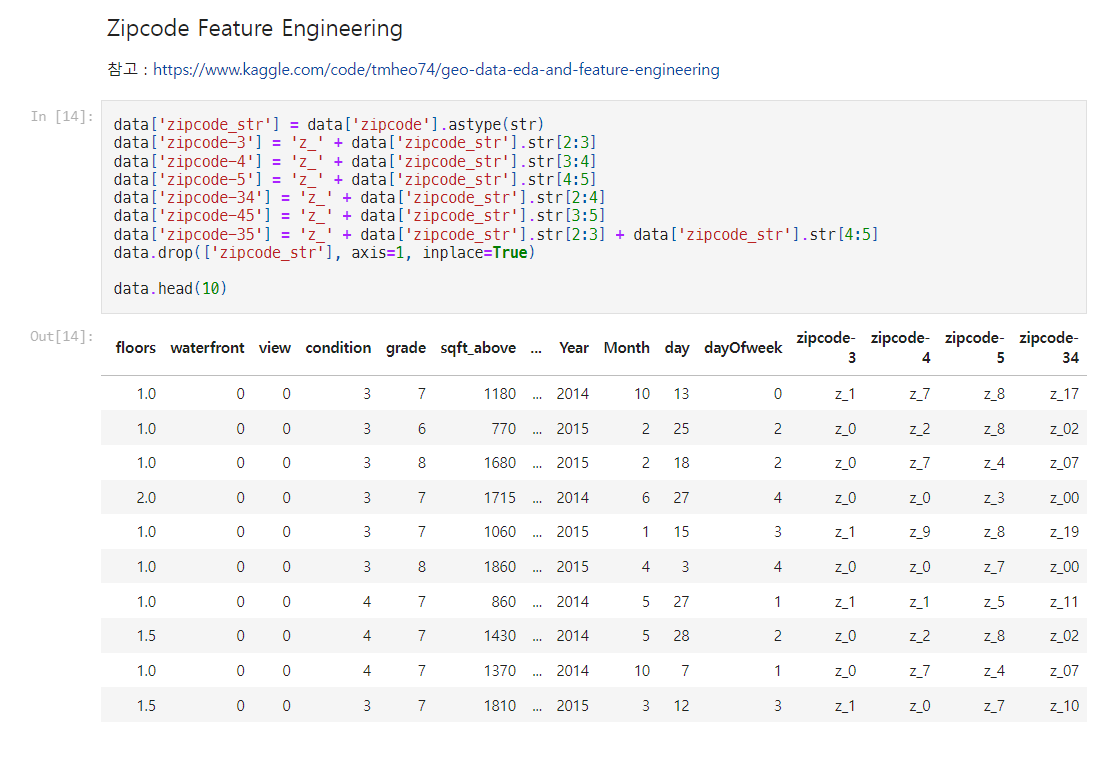 Zipcode Feature Engineering
참고 : https://www.kaggle.com/code/tmheo74/geo-data-eda-and-feature-engineering
In [14]:
data['zipcode_str'] = data['zipcode'].astype(str)
data['zipcode-3'] = 'z_' + data['zipcode_str'].str[2:3]
data['zipcode-4'] = 'z_' + data['zipcode_str'].str[3:4]
data['zipcode-5'] = 'z_' + data['zipcode_str'].str[4:5]
data['zipcode-34'] = 'z_' + data['zipcode_str'].str[2:4]
data['zipcode-45'] = 'z_' + data['zipcode_str'].str[3:5]
data['zipcode-35'] = 'z_' + data['zipcode_str'].str[2:3] + data['zipcode_str'].str[4:5]
data.drop(['zipcode_str'], axis=1, inplace=True)
data.head(10)
Out[14]:
floors waterfront view condition grade sqft_above ... Year Month day dayOfweek zipcode-3 zipcode-4 zipcode-5 zipcode-34
1.0 0 0 3 7 1180 ... 2014 10 13 0 z_1 z_7 z_8 z_17
1.0 0 0 3 6 770 ... 2015 2 25 2 z_0 z_2 z_8 z_02
1.0 0 0 3 8 1680 ... 2015 2 18 2 z_0 z_7 z_4 z_07
2.0 0 0 3 7 1715 ... 2014 6 27 4 z_0 z_0 z_3 z_00
1.0 0 0 3 7 1060 ... 2015 1 15 3 z_1 z_9 z_8 z_19
1.0 0 0 3 8 1860 ... 2015 4 3 4 z_0 z_0 z_7 z_00
1.0 0 0 4 7 860 ... 2014 5 27 1 z_1 z_1 z_5 z_11
1.5 0 0 4 7 1430 ... 2014 5 28 2 z_0 z_2 z_8 z_02
1.0 0 0 4 7 1370 ... 2014 10 7 1 z_0 z_7 z_4 z_07
1.5 0 0 3 7 1810 ... 2015 3 12 3 z_1 z_0 z_7 z_10